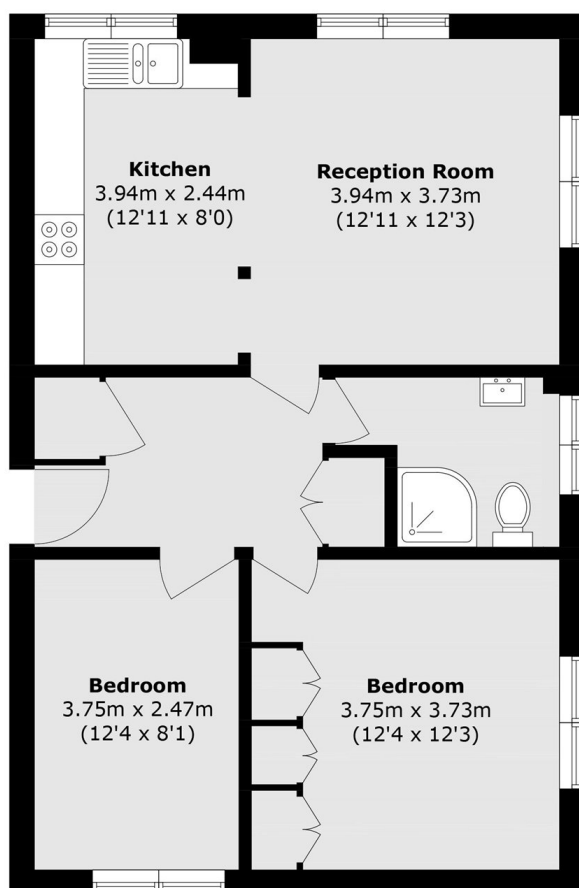 Kitchen
3.94m x 2.44m
(12'11 x 8'0)
Reception Room
3.94m x 3.73m
(12'11 x 12'3)
Bedroom
3.75m x 2.47m
(12'4 x 8'1)
Bedroom
3.75m x 3.73m
(12'4 x 12'3)